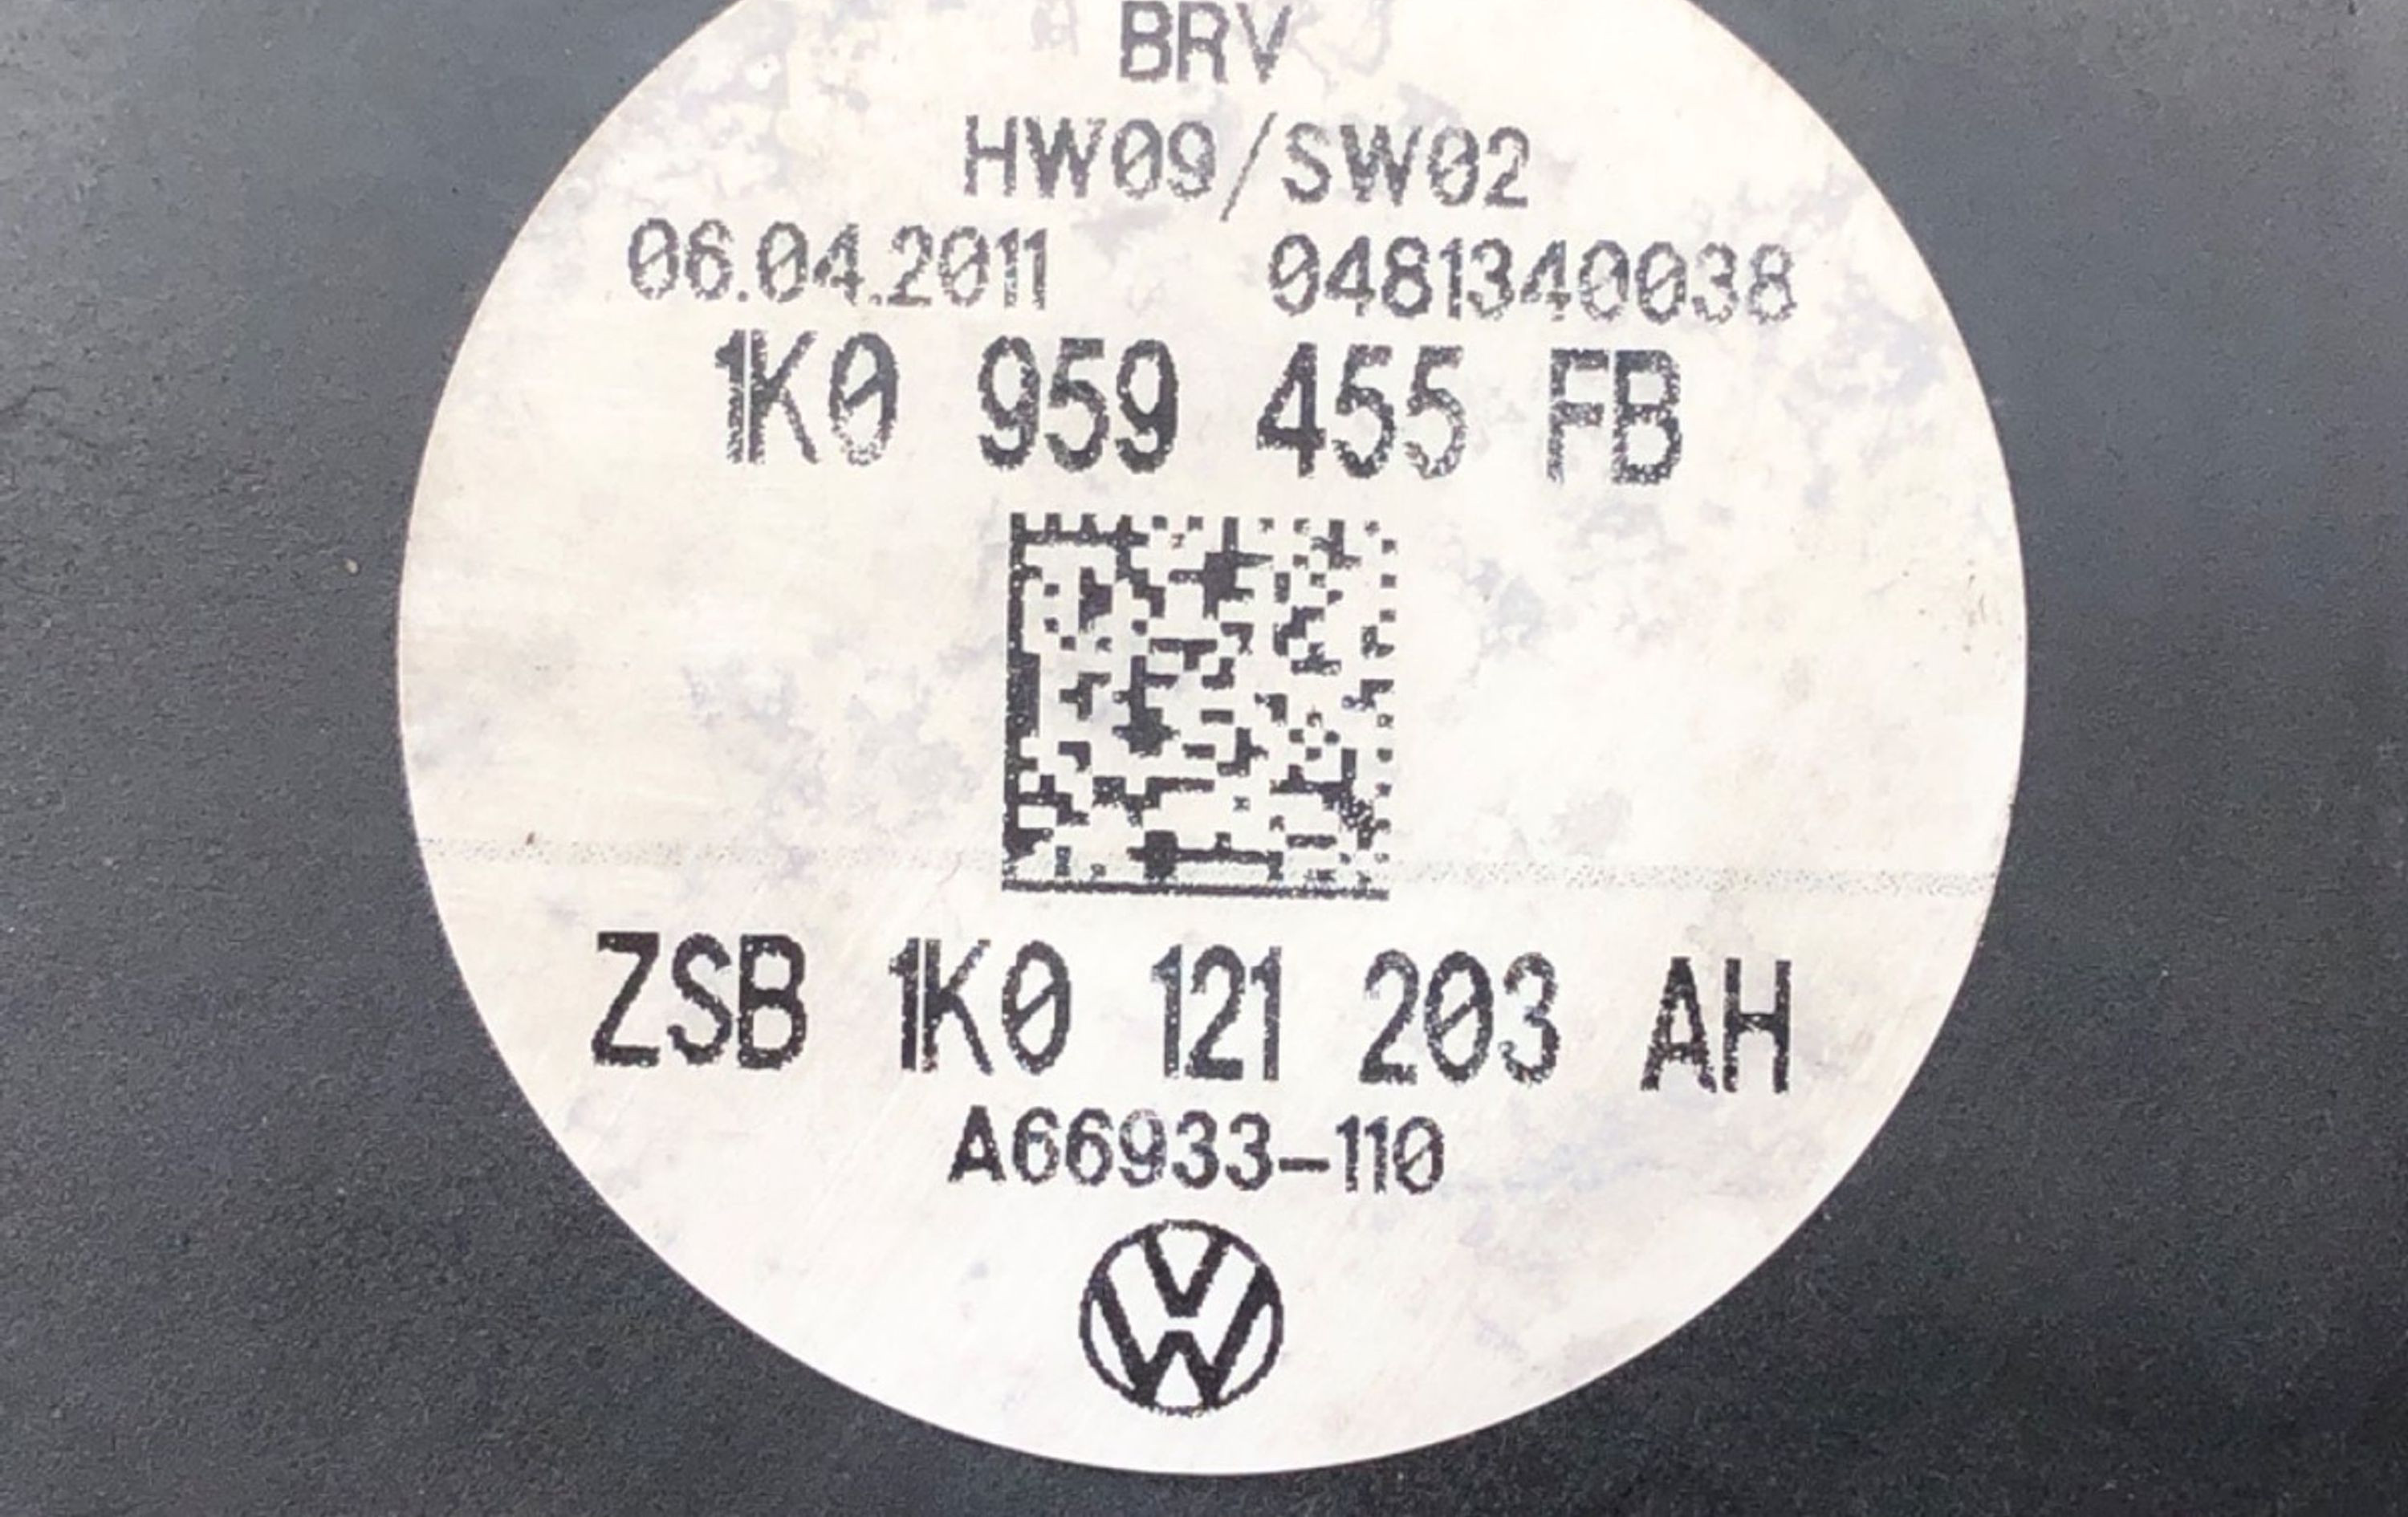 BRV
HW09/SW02
06.04.2011 0481340038
1K0 959 455 FB
ZSB 1K0 121 203 AH
A66933-110